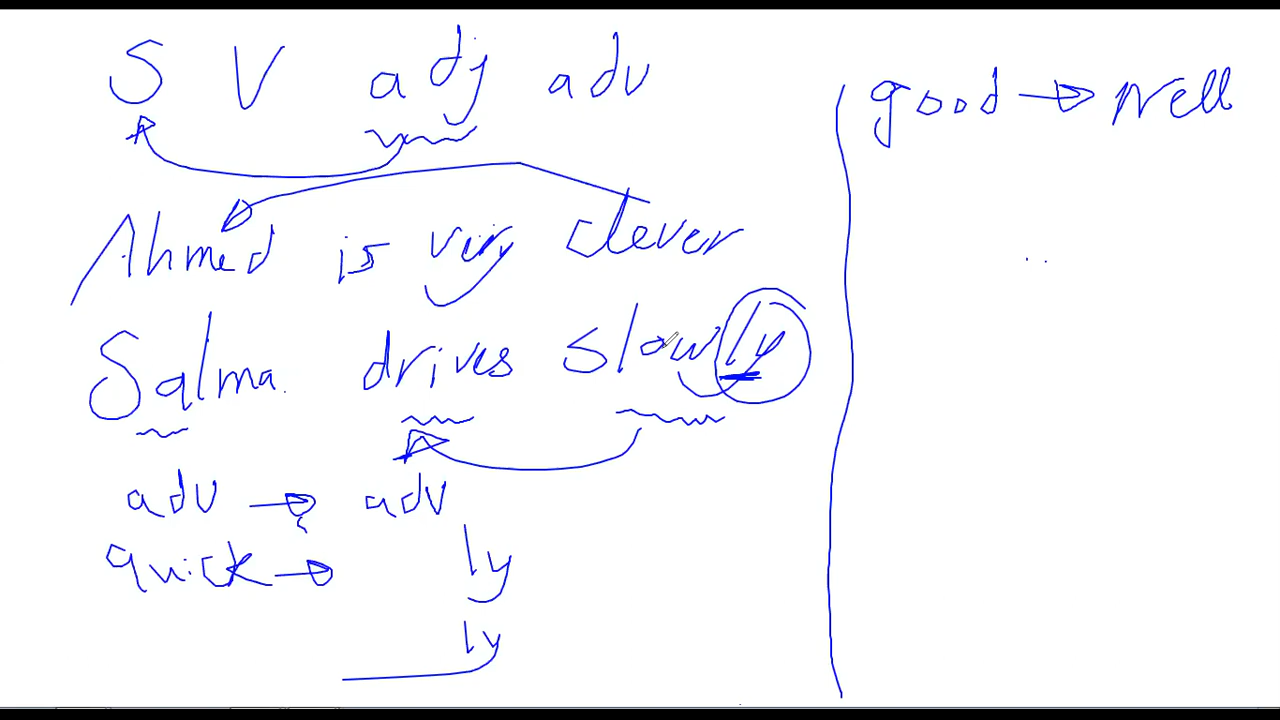 S V adj adv
Ahmed is very clever
Salma drives slowly
adv → adv
quick → ly
ly
good → well